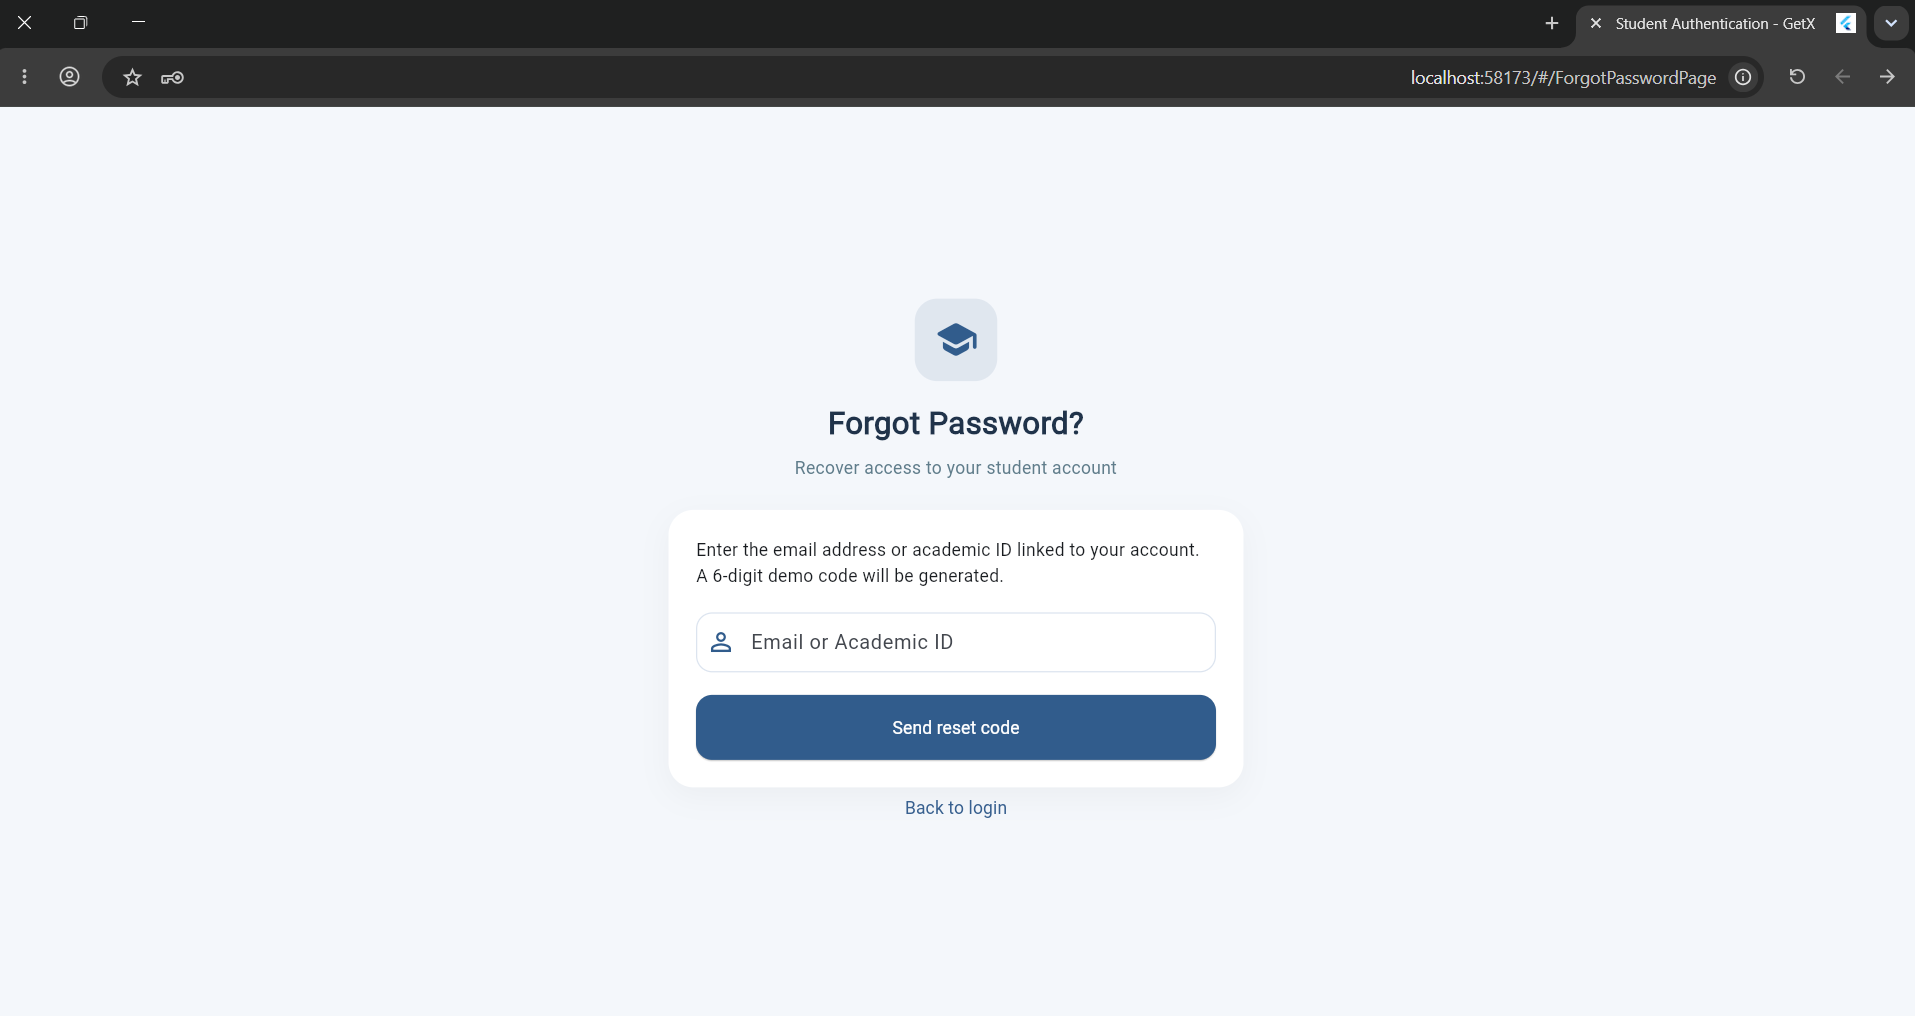 Student Authentication - GetX
localhost:58173/#/ForgotPasswordPage
Forgot Password?
Recover access to your student account
Enter the email address or academic ID linked to your account.
A 6-digit demo code will be generated.
Email or Academic ID
Send reset code
Back to login